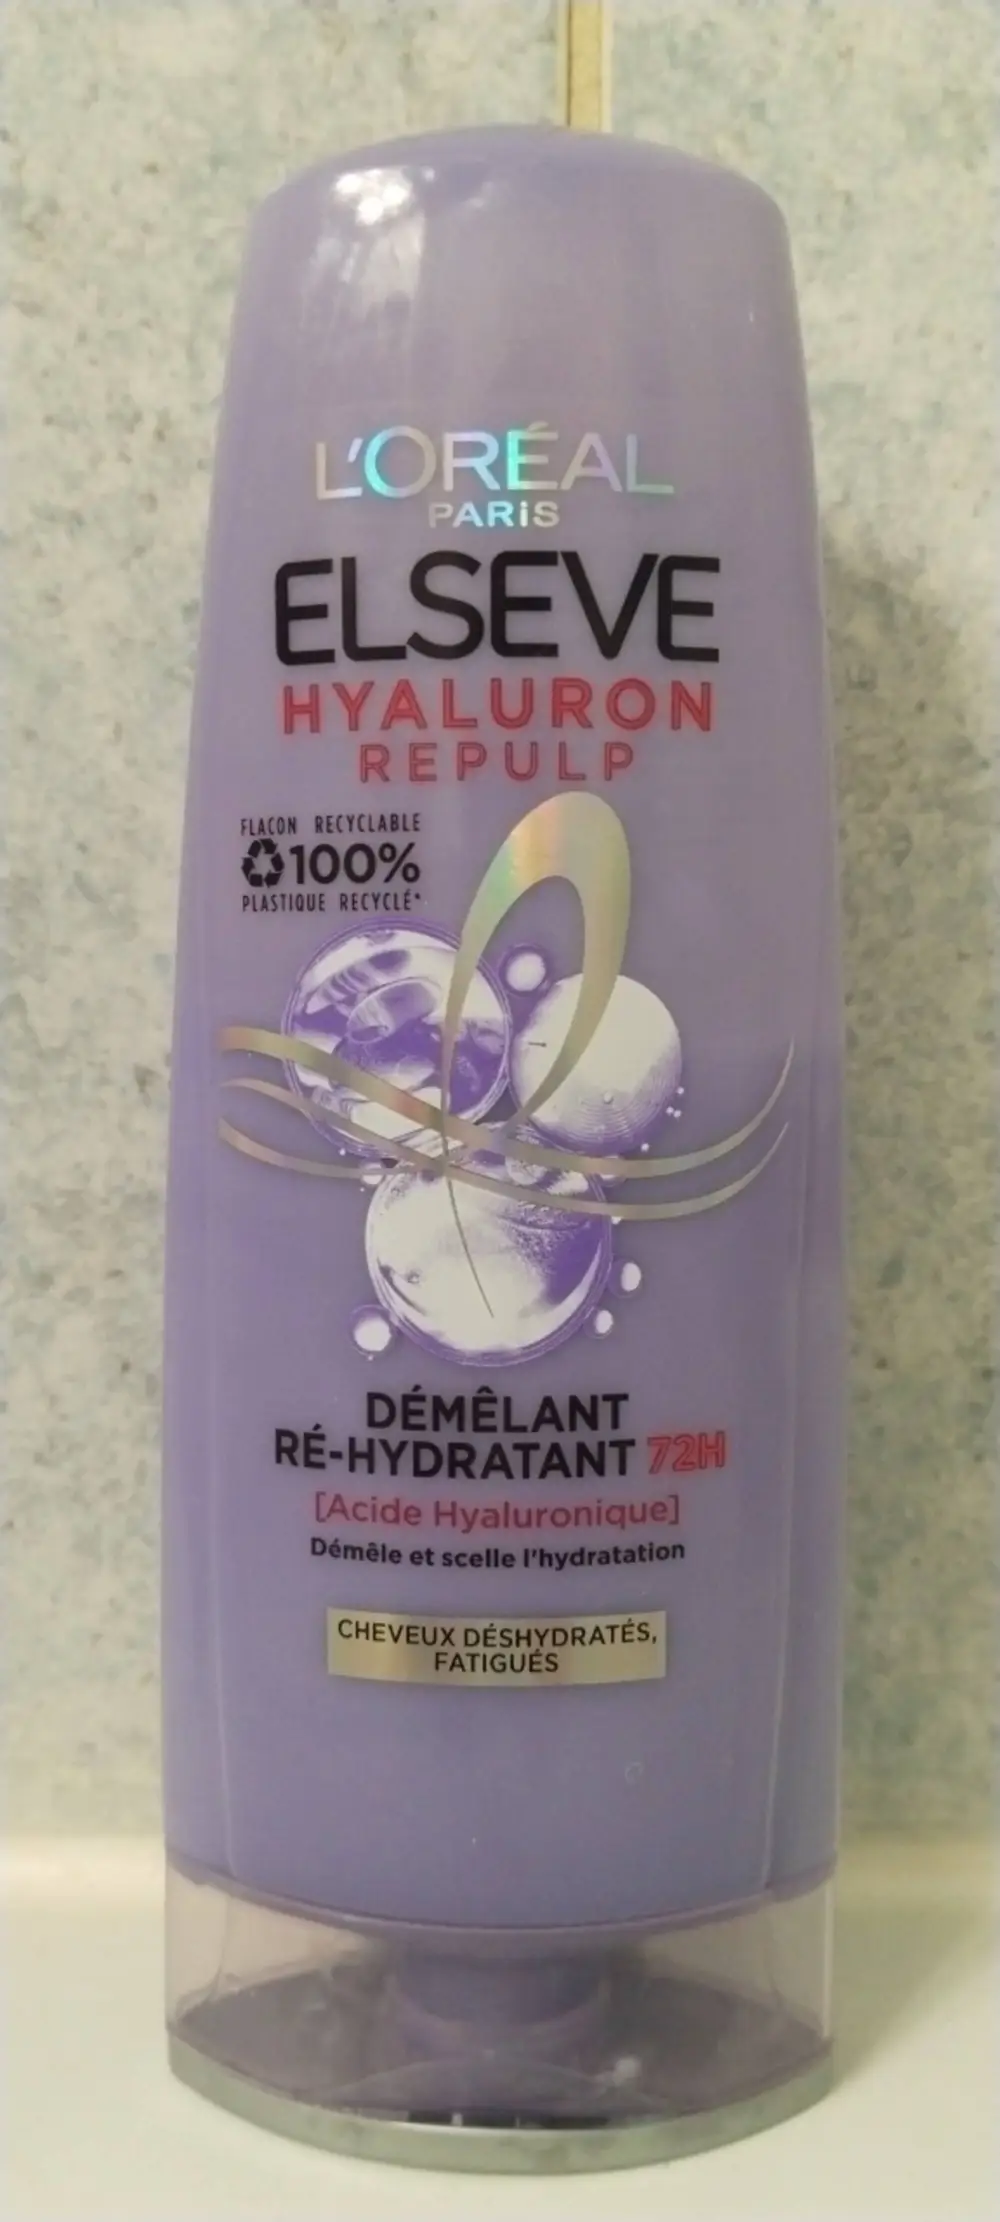 L'ORÉAL
PARiS
ELSEVE
HYALURON
REPULP
FLACON RECYCLABLE
100%
PLASTIQUE RECYCLÉ*
DÉMÊLANT
RÉ-HYDRATANT 72H
[Acide Hyaluronique]
Démêle et scelle l'hydratation
CHEVEUX DÉSHYDRATÉS,
FATIGUÉS